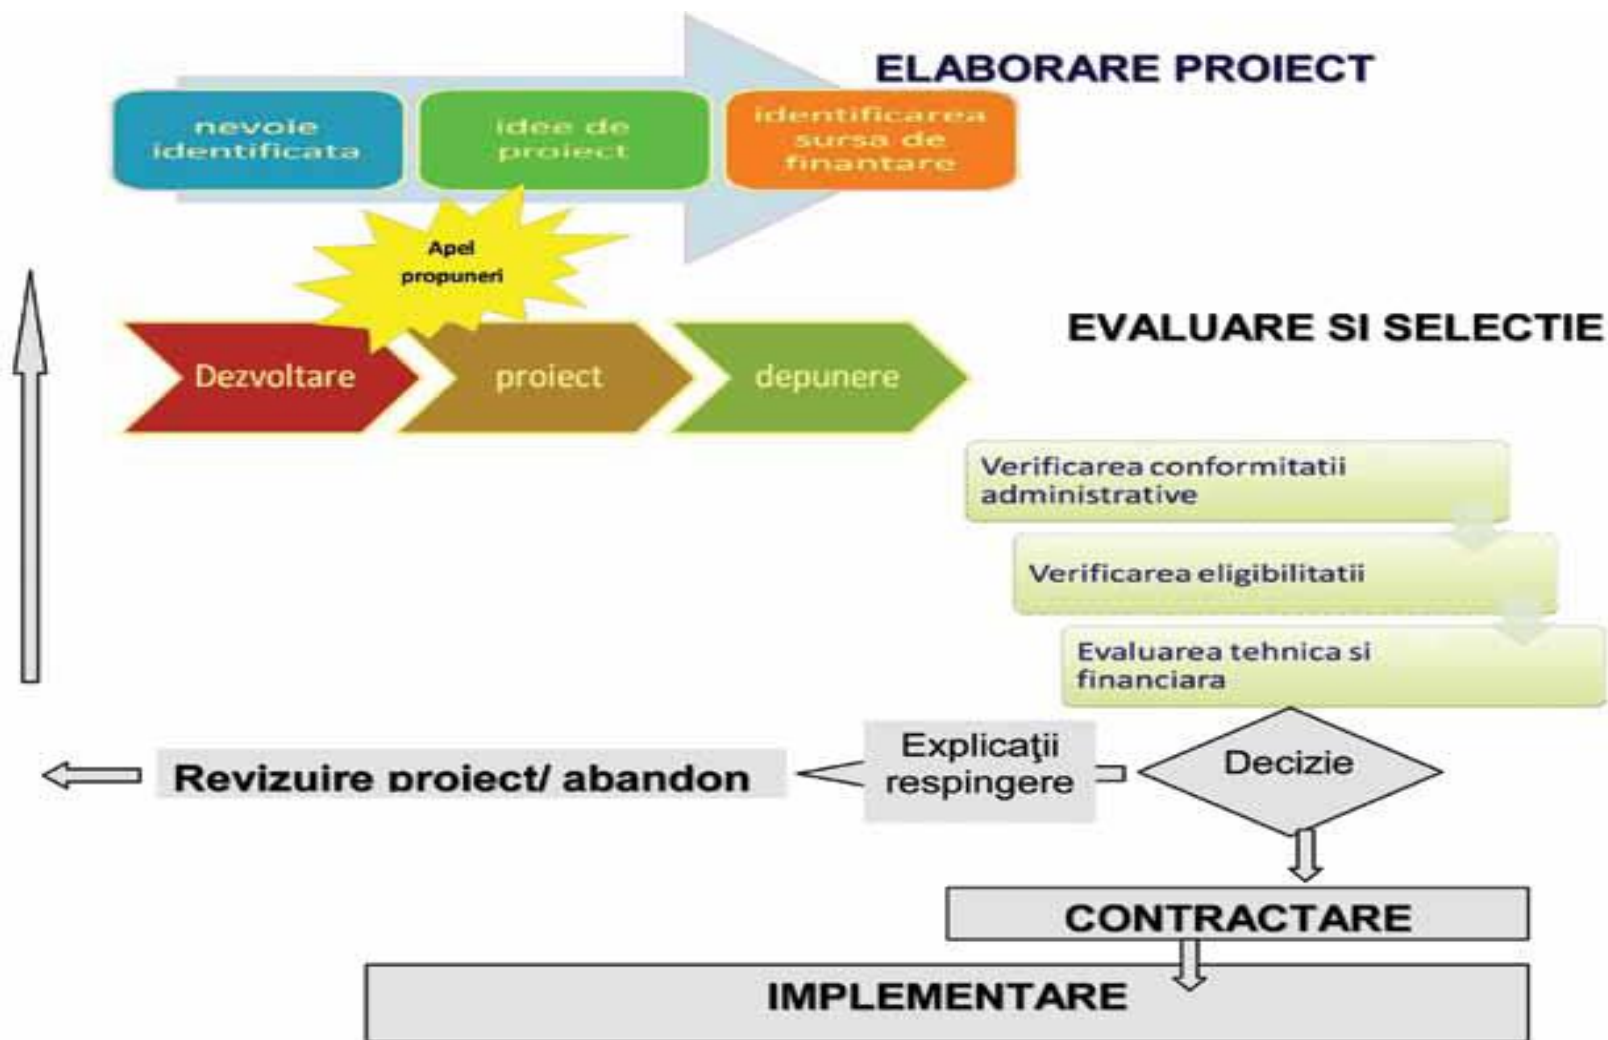 ELABORARE PROIECT
nevoie
identificata
idee de
proiect
identificarea
sursa de
finantare
Apel
propuneri
EVALUARE SI SELECTIE
Dezvoltare
proiect
depunere
Verificarea conformitatii
administrative
Verificarea eligibilitatii
Evaluarea tehnica si
financiara
Decizie
Explicaţii
respingere
Revizuire proiect/ abandon
CONTRACTARE
IMPLEMENTARE